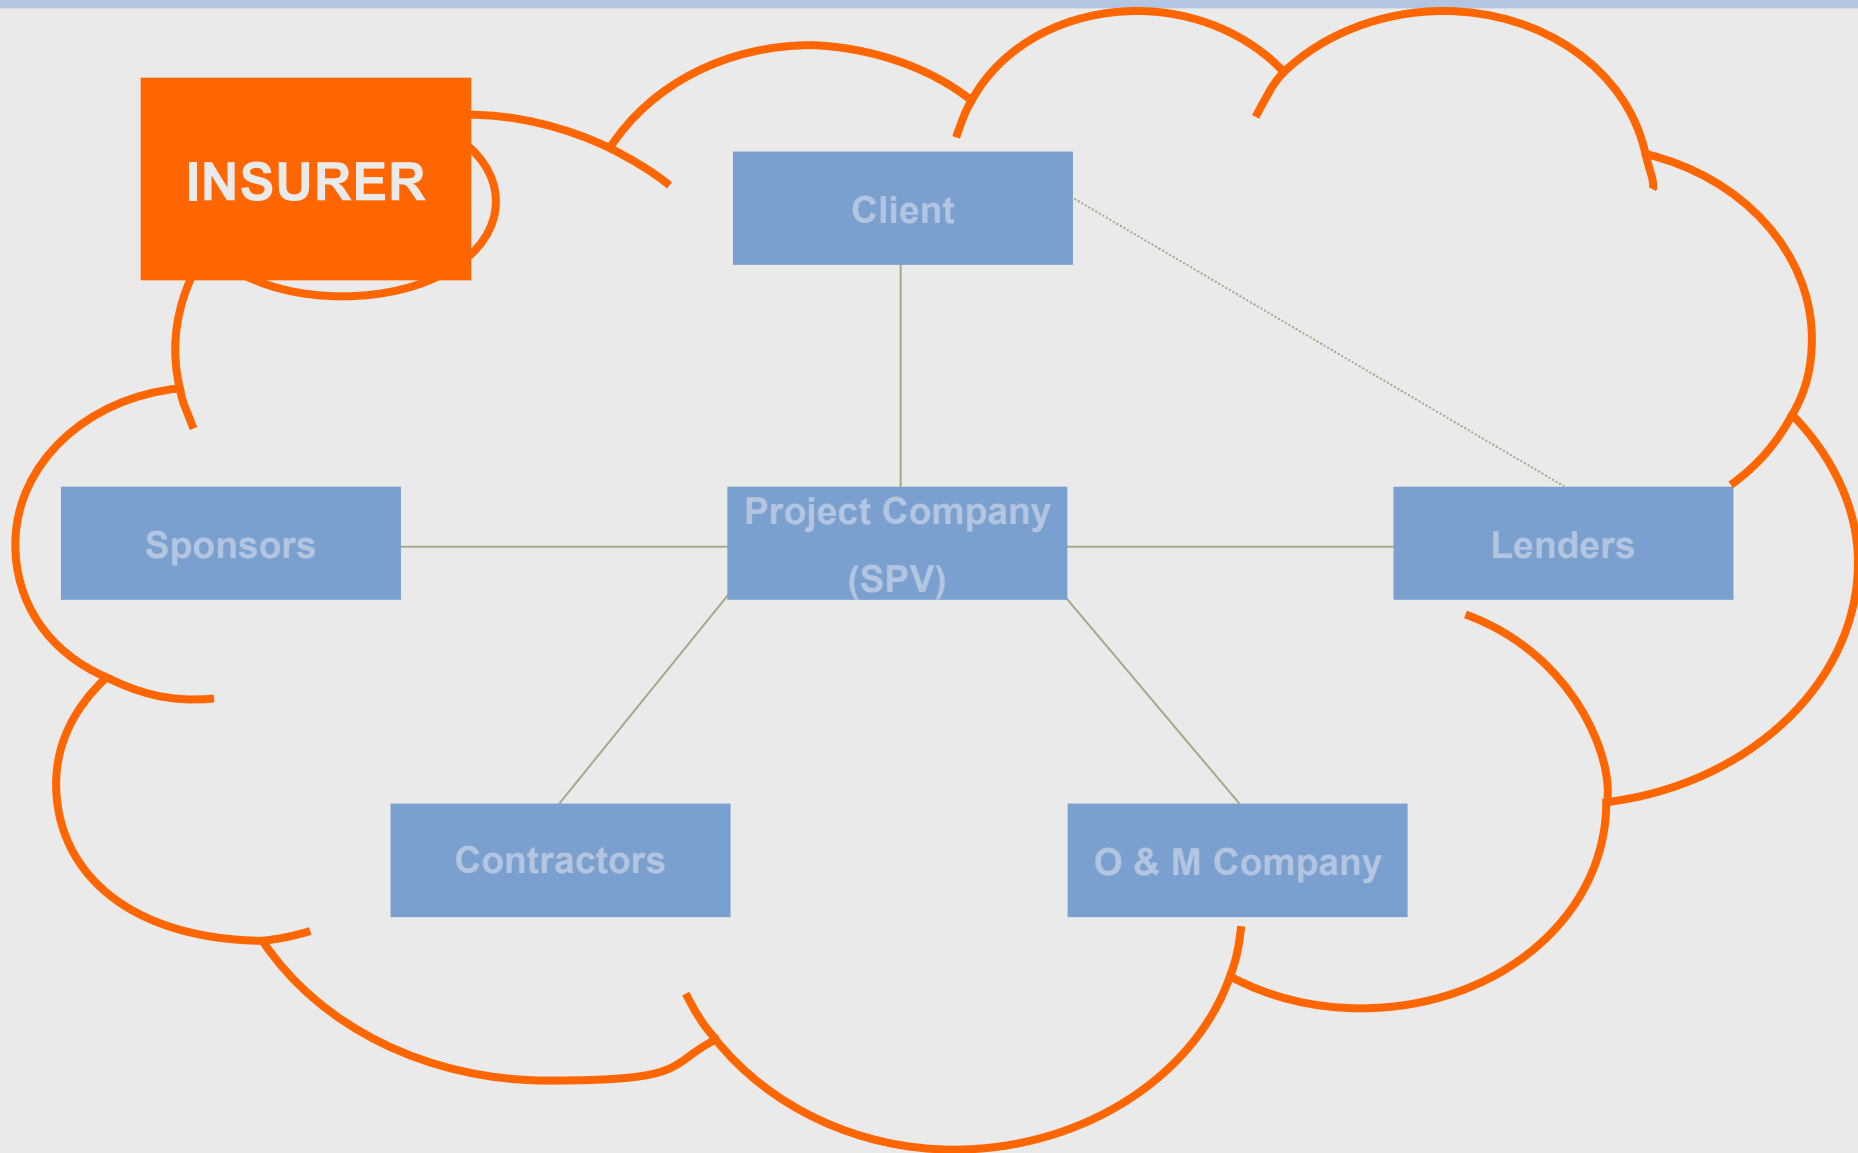 INSURER
Client
Sponsors
Project Company
(SPV)
Lenders
Contractors
O & M Company